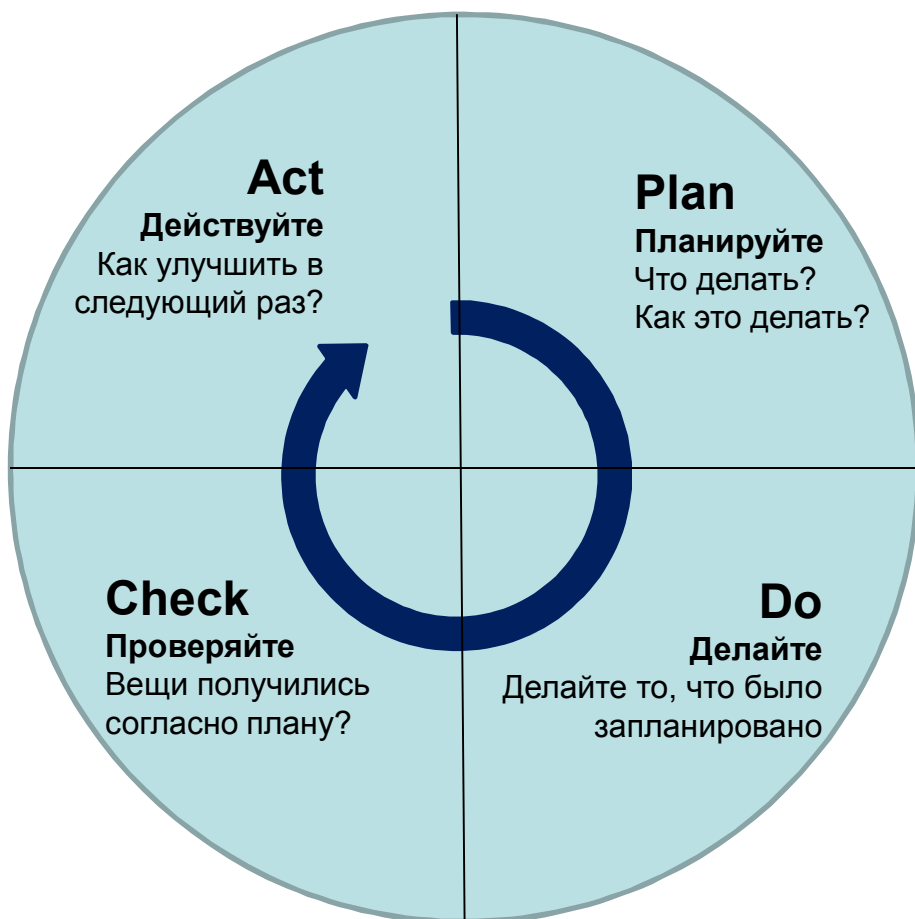 Act
Действуйте
Как улучшить в
следующий раз?
Plan
Планируйте
Что делать?
Как это делать?
Check
Проверяйте
Вещи получились
согласно плану?
Do
Делайте
Делайте то, что было
запланировано